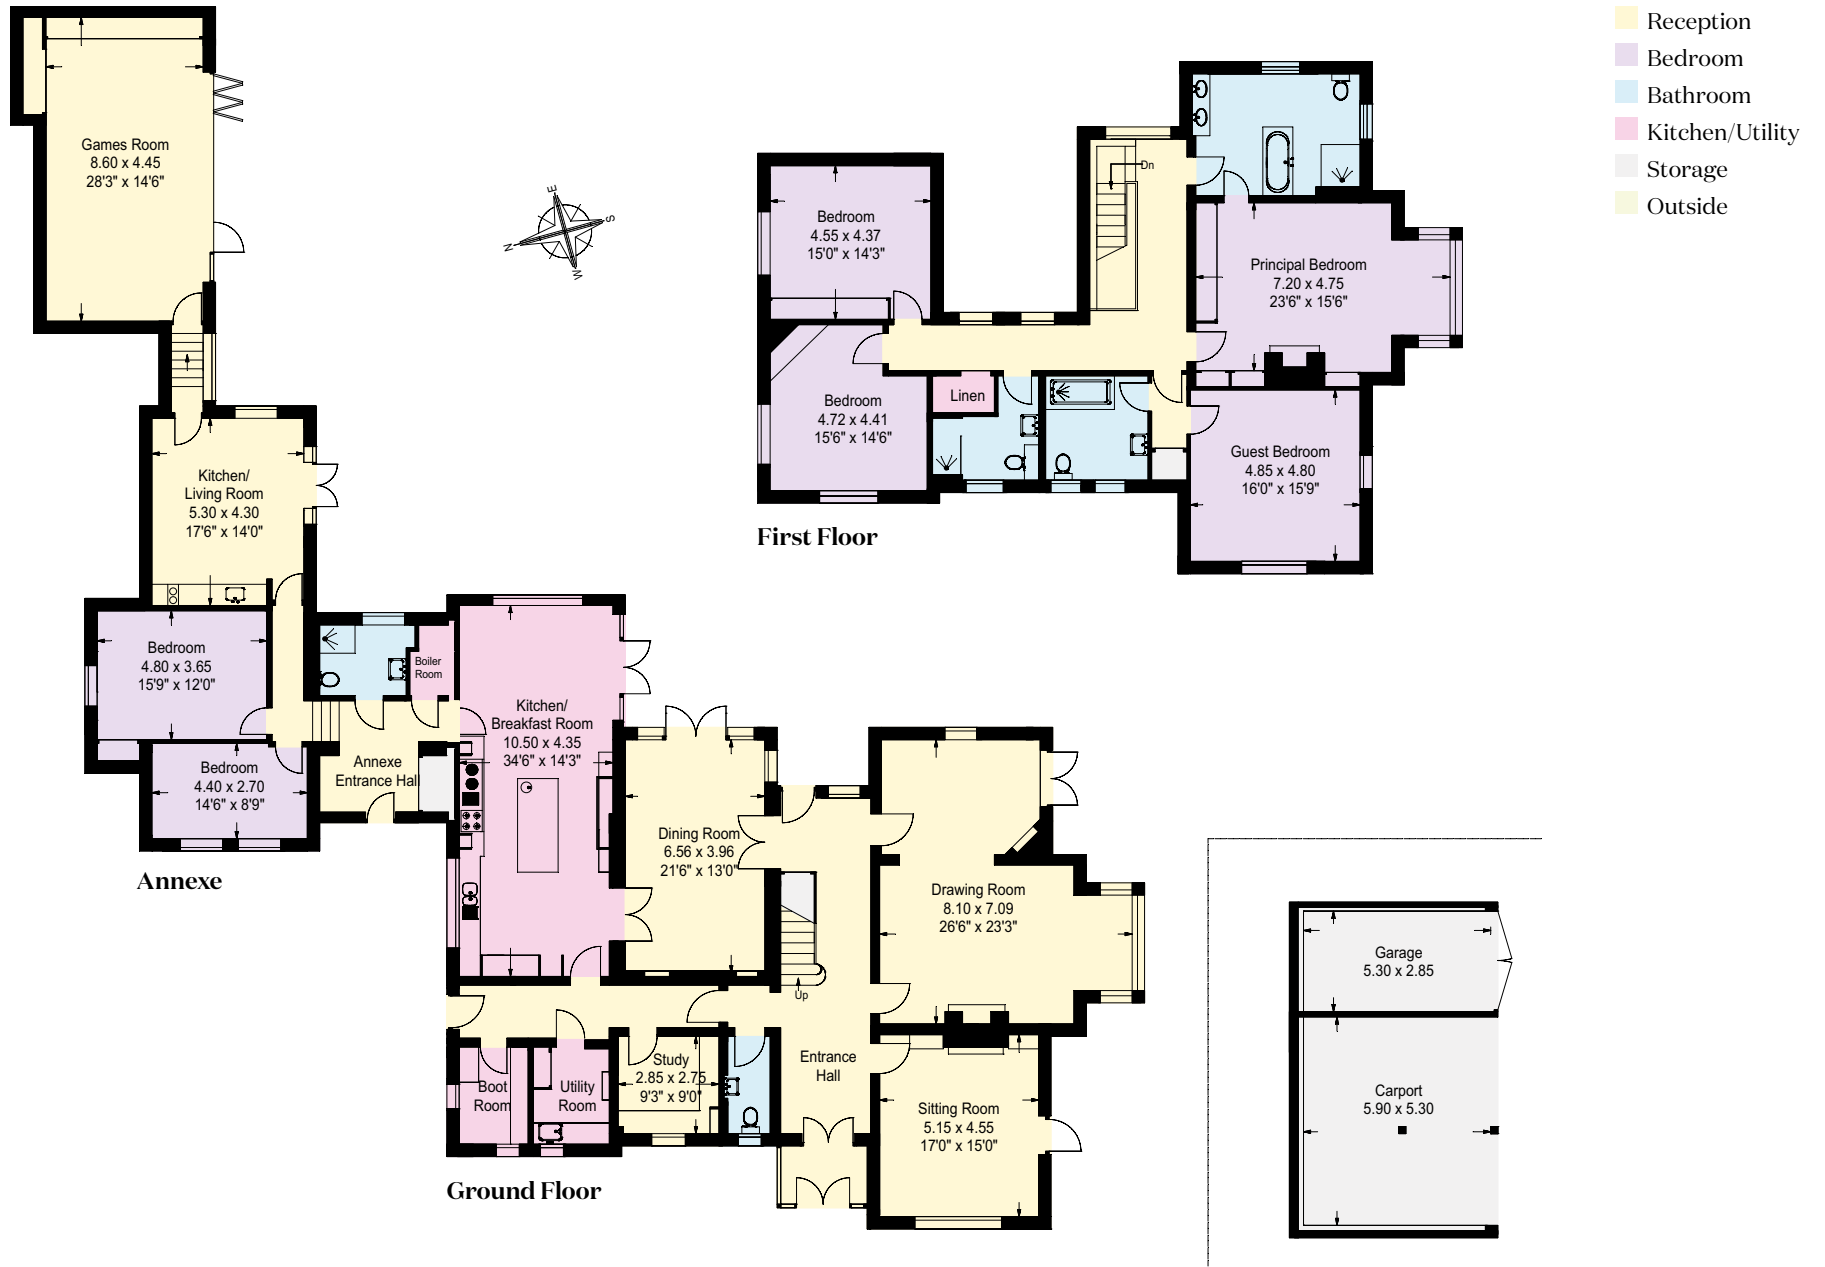 Reception
Bedroom
Bathroom
Kitchen/Utility
Storage
Outside
Games Room
8.60 x 4.45
28'3" x 14'6"
E
S
N
W
Dn
Bedroom
4.55 x 4.37
15'0" x 14'3"
Principal Bedroom
7.20 x 4.75
23'6" x 15'6"
Linen
Bedroom
4.72 x 4.41
15'6" x 14'6"
Guest Bedroom
4.85 x 4.80
16'0" x 15'9"
First Floor
Kitchen/
Living Room
5.30 x 4.30
17'6" x 14'0"
Bedroom
4.80 x 3.65
15'9" x 12'0"
Boiler
Room
Bedroom
4.40 x 2.70
14'6" x 8'9"
Annexe
Entrance Hall
Annexe
Kitchen/
Breakfast Room
10.50 x 4.35
34'6" x 14'3"
Dining Room
6.56 x 3.96
21'6" x 13'0"
Drawing Room
8.10 x 7.09
26'6" x 23'3"
Up
Entrance
Hall
Boot
Room
Utility
Room
Study
2.85 x 2.75
9'3" x 9'0"
Sitting Room
5.15 x 4.55
17'0" x 15'0"
Ground Floor
Garage
5.30 x 2.85
Carport
5.90 x 5.30